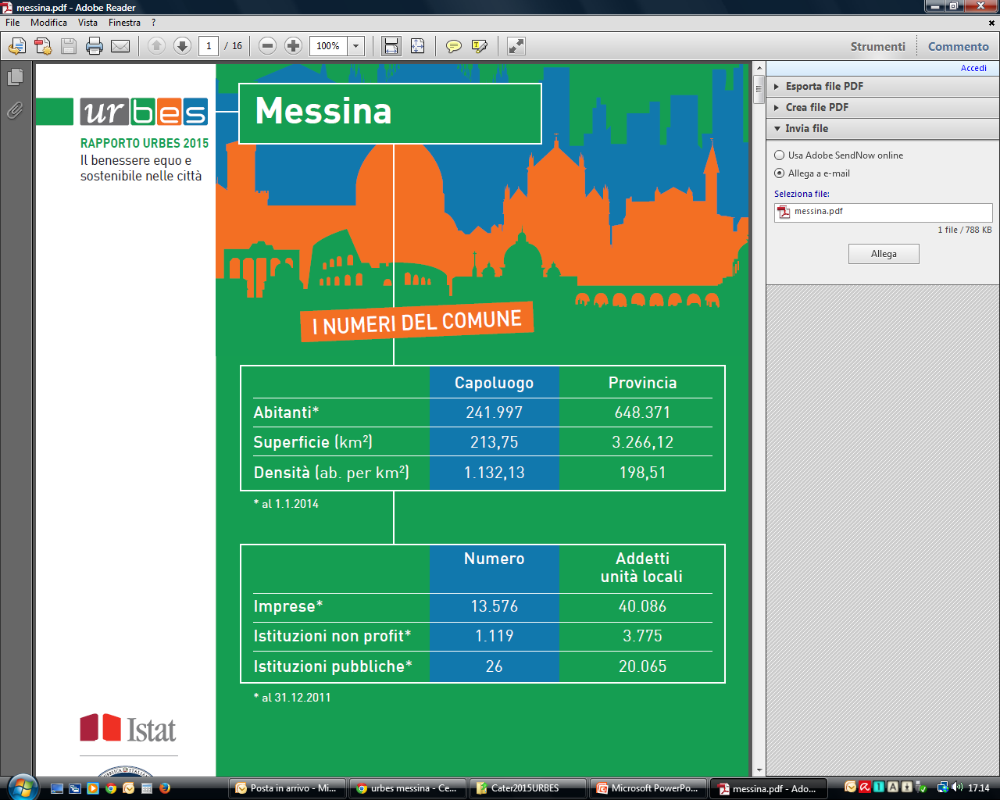 messina.pdf - Adobe Reader
File Modifica Vista Finestra ?
1 / 16 100% Strumenti Commento
Accedi
Esporta file PDF
Crea file PDF
Invia file
Usa Adobe SendNow online
Allega a e-mail
Seleziona file:
messina.pdf
1 file / 788 KB
Allega
urbes
RAPPORTO URBES 2015
Il benessere equo e
sostenibile nelle città
Messina
I NUMERI DEL COMUNE
Capoluogo Provincia
Abitanti* 241.997 648.371
Superficie (km²) 213,75 3.266,12
Densità (ab. per km²) 1.132,13 198,51
* al 1.1.2014
Numero Addetti
unità locali
Imprese* 13.576 40.086
Istituzioni non profit* 1.119 3.775
Istituzioni pubbliche* 26 20.065
* al 31.12.2011
Istat
Posta in arrivo - Mi... urbes messina - Ce... Cater2015URBES Microsoft PowerPo... messina.pdf - Ado... 17.14